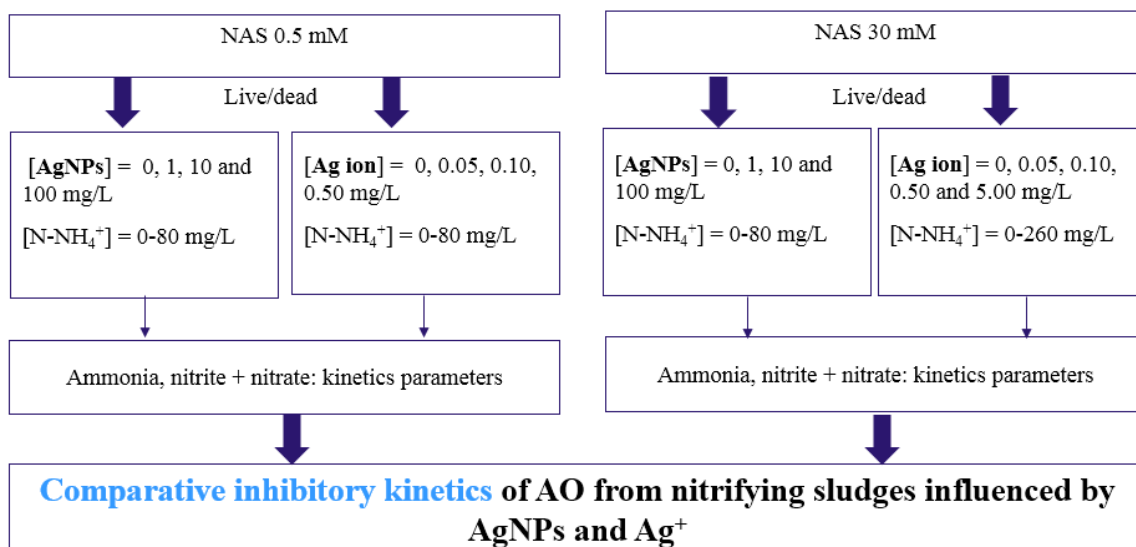 NAS 0.5 mM
Live/dead
[AgNPs] = 0, 1, 10 and
100 mg/L
[N-NH₄⁺] = 0-80 mg/L
[Ag ion] = 0, 0.05, 0.10,
0.50 mg/L
[N-NH₄⁺] = 0-80 mg/L
Ammonia, nitrite + nitrate: kinetics parameters
NAS 30 mM
Live/dead
[AgNPs] = 0, 1, 10 and
100 mg/L
[N-NH₄⁺] = 0-80 mg/L
[Ag ion] = 0, 0.05, 0.10,
0.50 and 5.00 mg/L
[N-NH₄⁺] = 0-260 mg/L
Ammonia, nitrite + nitrate: kinetics parameters
Comparative inhibitory kinetics of AO from nitrifying sludges influenced by
AgNPs and Ag⁺